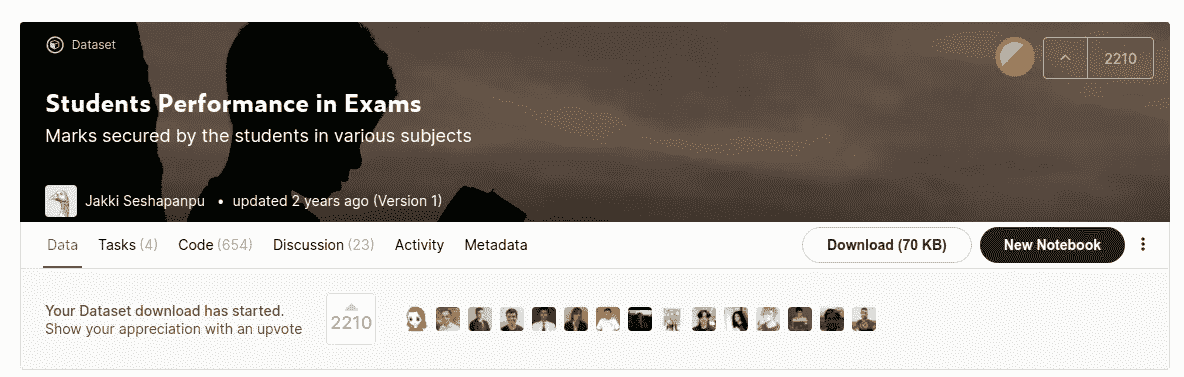 Dataset
2210
Students Performance in Exams
Marks secured by the students in various subjects
Jakki Seshapanpu • updated 2 years ago (Version 1)
Data Tasks (4) Code (654) Discussion (23) Activity Metadata Download (70 KB) New Notebook
Your Dataset download has started.
Show your appreciation with an upvote
2210